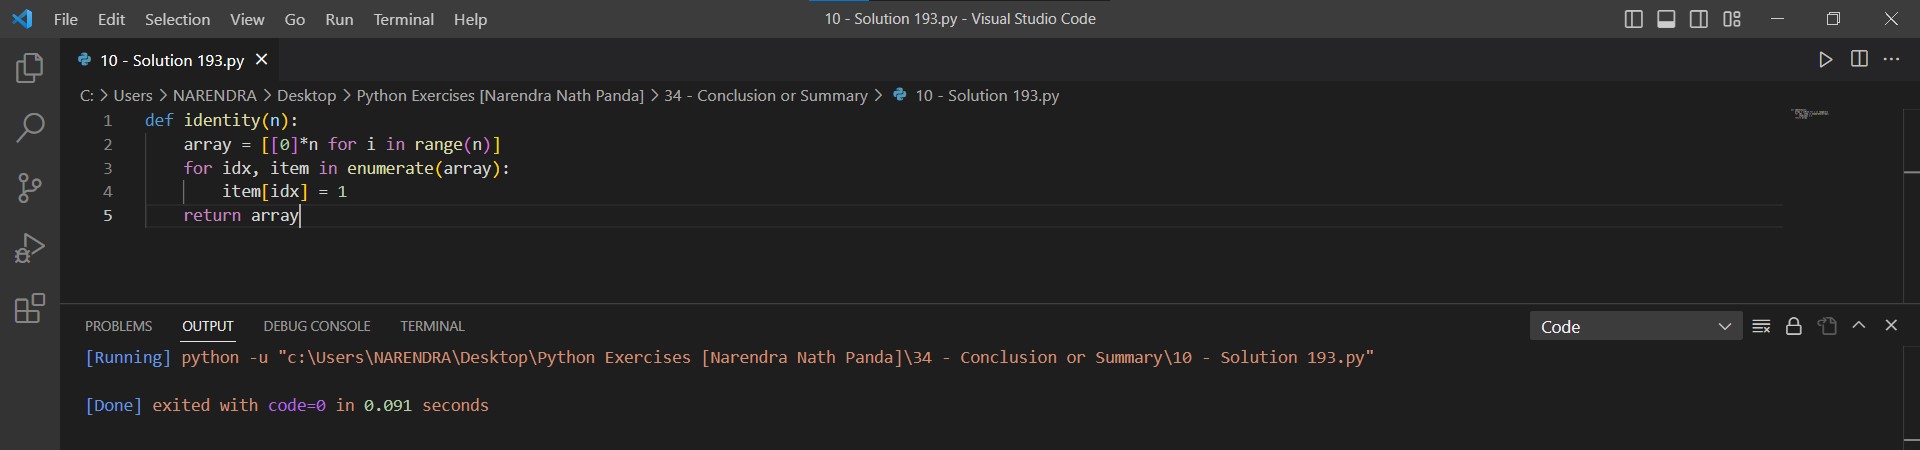 File Edit Selection View Go Run Terminal Help
10 - Solution 193.py - Visual Studio Code
10 - Solution 193.py
C: > Users > NARENDRA > Desktop > Python Exercises [Narendra Nath Panda] > 34 - Conclusion or Summary > 10 - Solution 193.py
1 def identity(n):
2     array = [[0]*n for i in range(n)]
3     for idx, item in enumerate(array):
4         item[idx] = 1
5     return array
PROBLEMS OUTPUT DEBUG CONSOLE TERMINAL
Code
[Running] python -u "c:\Users\NARENDRA\Desktop\Python Exercises [Narendra Nath Panda]\34 - Conclusion or Summary\10 - Solution 193.py"
[Done] exited with code=0 in 0.091 seconds